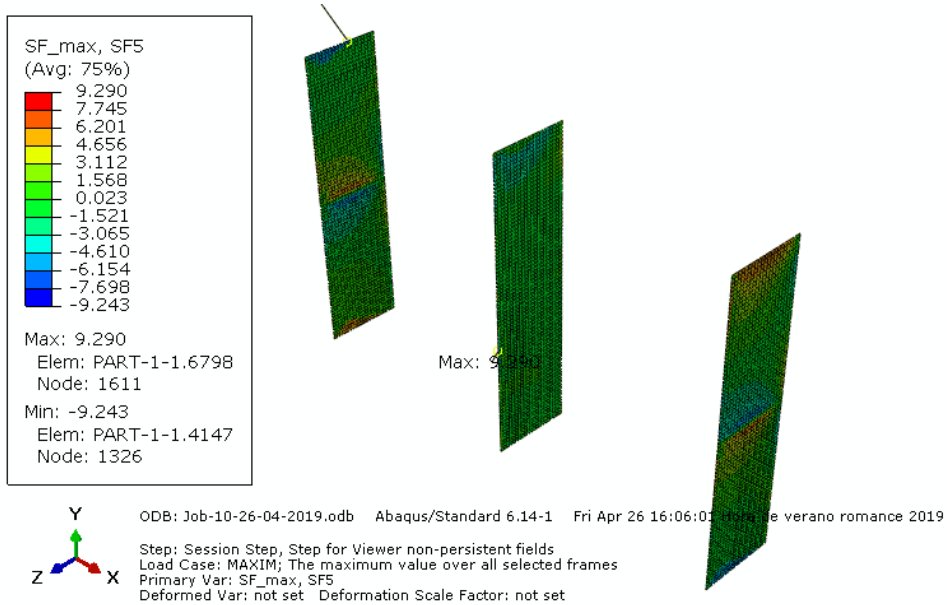 SF_max, SF5
(Avg: 75%)
9.290
7.745
6.201
4.656
3.112
1.568
0.023
-1.521
-3.065
-4.610
-6.154
-7.698
-9.243
Max: 9.290
Elem: PART-1-1.6798
Node: 1611
Min: -9.243
Elem: PART-1-1.4147
Node: 1326
Max: 9.290
Y
Z
X
ODB: Job-10-26-04-2019.odb Abaqus/Standard 6.14-1 Fri Apr 26 16:06:01 Hora de verano romance 2019
Step: Session Step, Step for Viewer non-persistent fields
Load Case: MAXIM; The maximum value over all selected frames
Primary Var: SF_max, SF5
Deformed Var: not set Deformation Scale Factor: not set